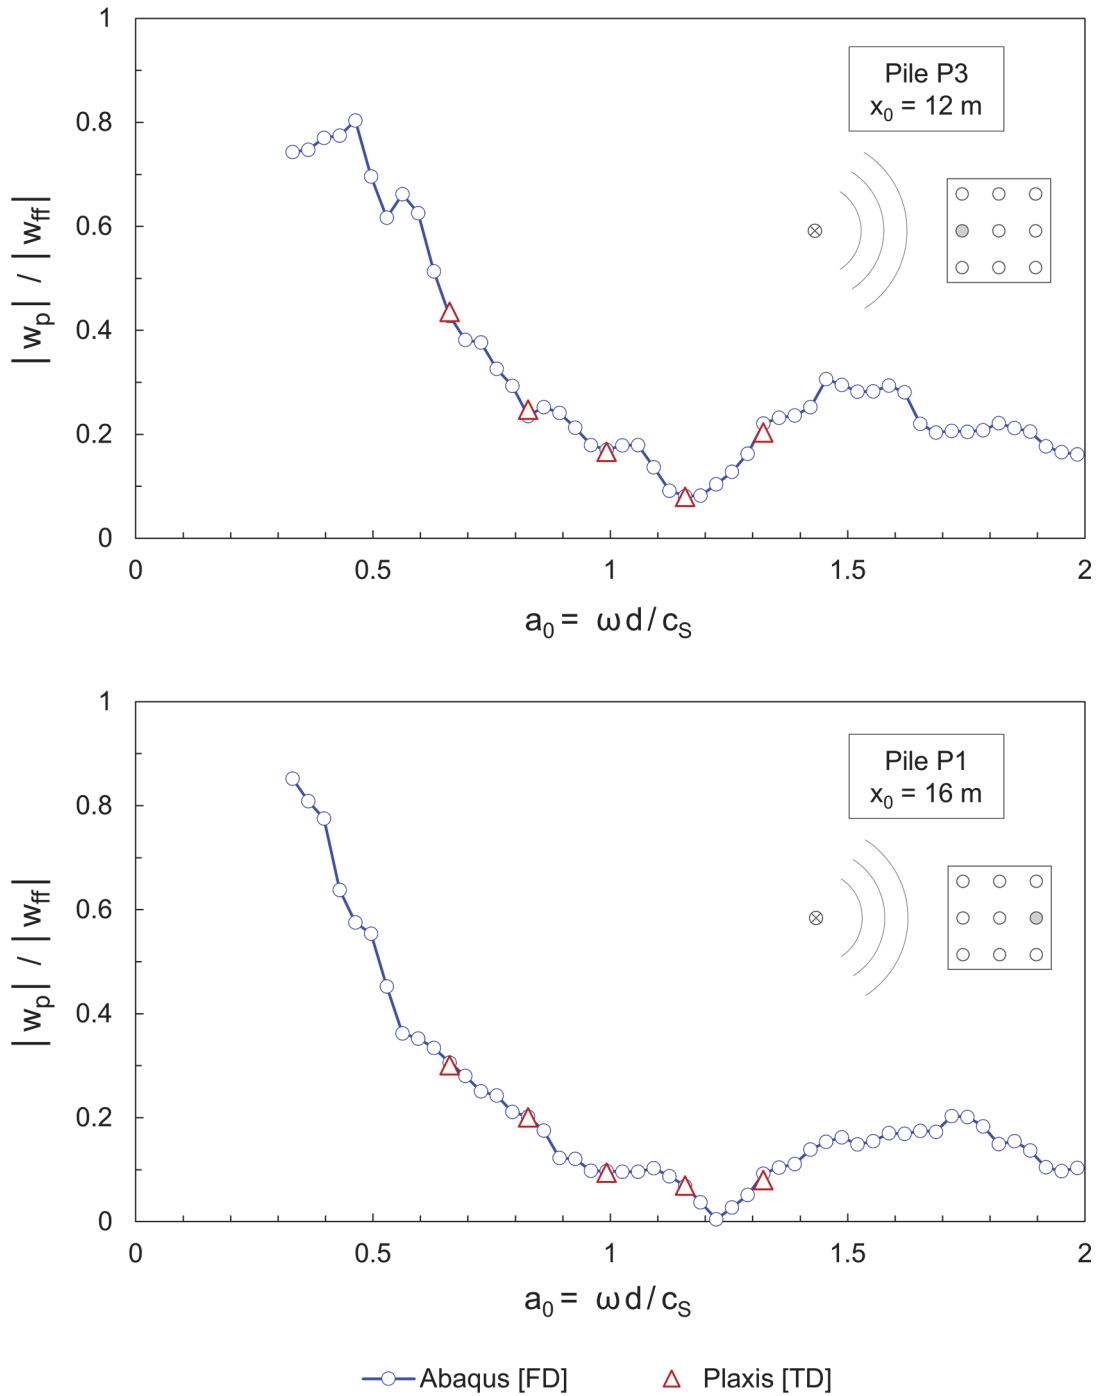 1
0.8
0.6
0.4
0.2
0
|wp| / |wff|
Pile P3
x0 = 12 m
0 0.5 1 1.5 2
a0 = ωd/cS
1
0.8
0.6
0.4
0.2
0
|wp| / |wff|
Pile P1
x0 = 16 m
0 0.5 1 1.5 2
a0 = ωd/cS
Abaqus [FD] Plaxis [TD]